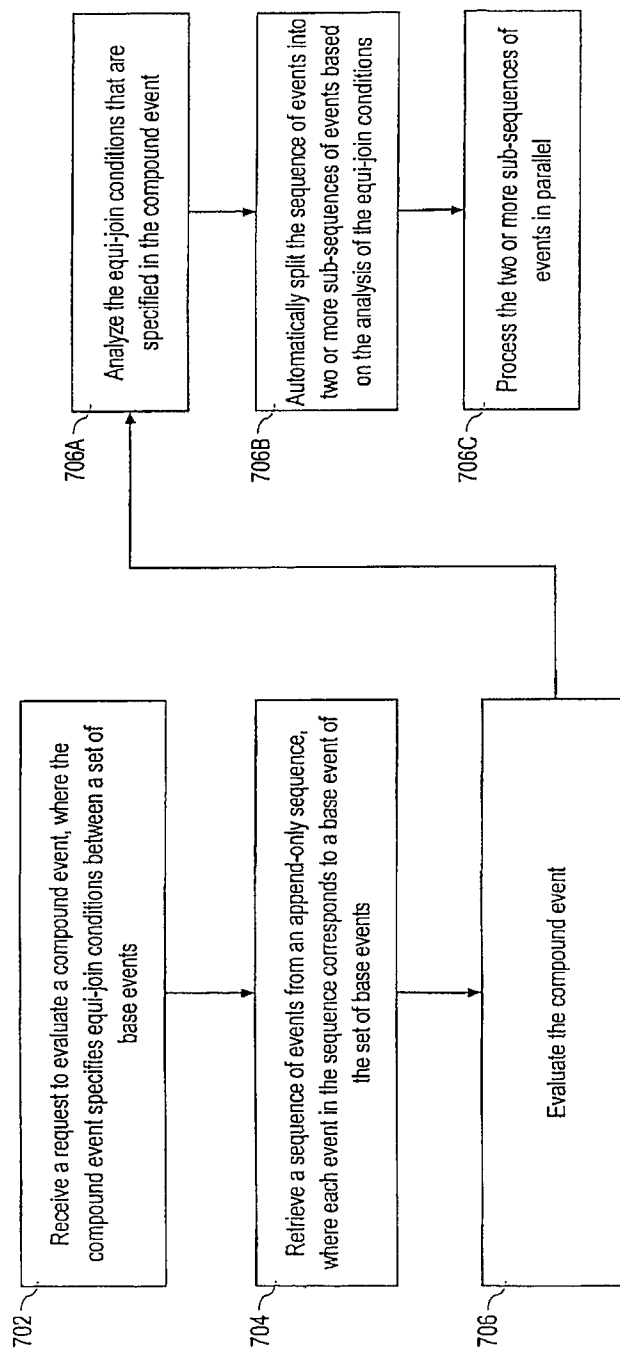 702
Receive a request to evaluate a compound event, where the
compound event specifies equi-join conditions between a set of
base events
704
Retrieve a sequence of events from an append-only sequence,
where each event in the sequence corresponds to a base event of
the set of base events
706
Evaluate the compound event
706A
Analyze the equi-join conditions that are
specified in the compound event
706B
Automatically split the sequence of events into
two or more sub-sequences of events based
on the analysis of the equi-join conditions
706C
Process the two or more sub-sequences of
events in parallel